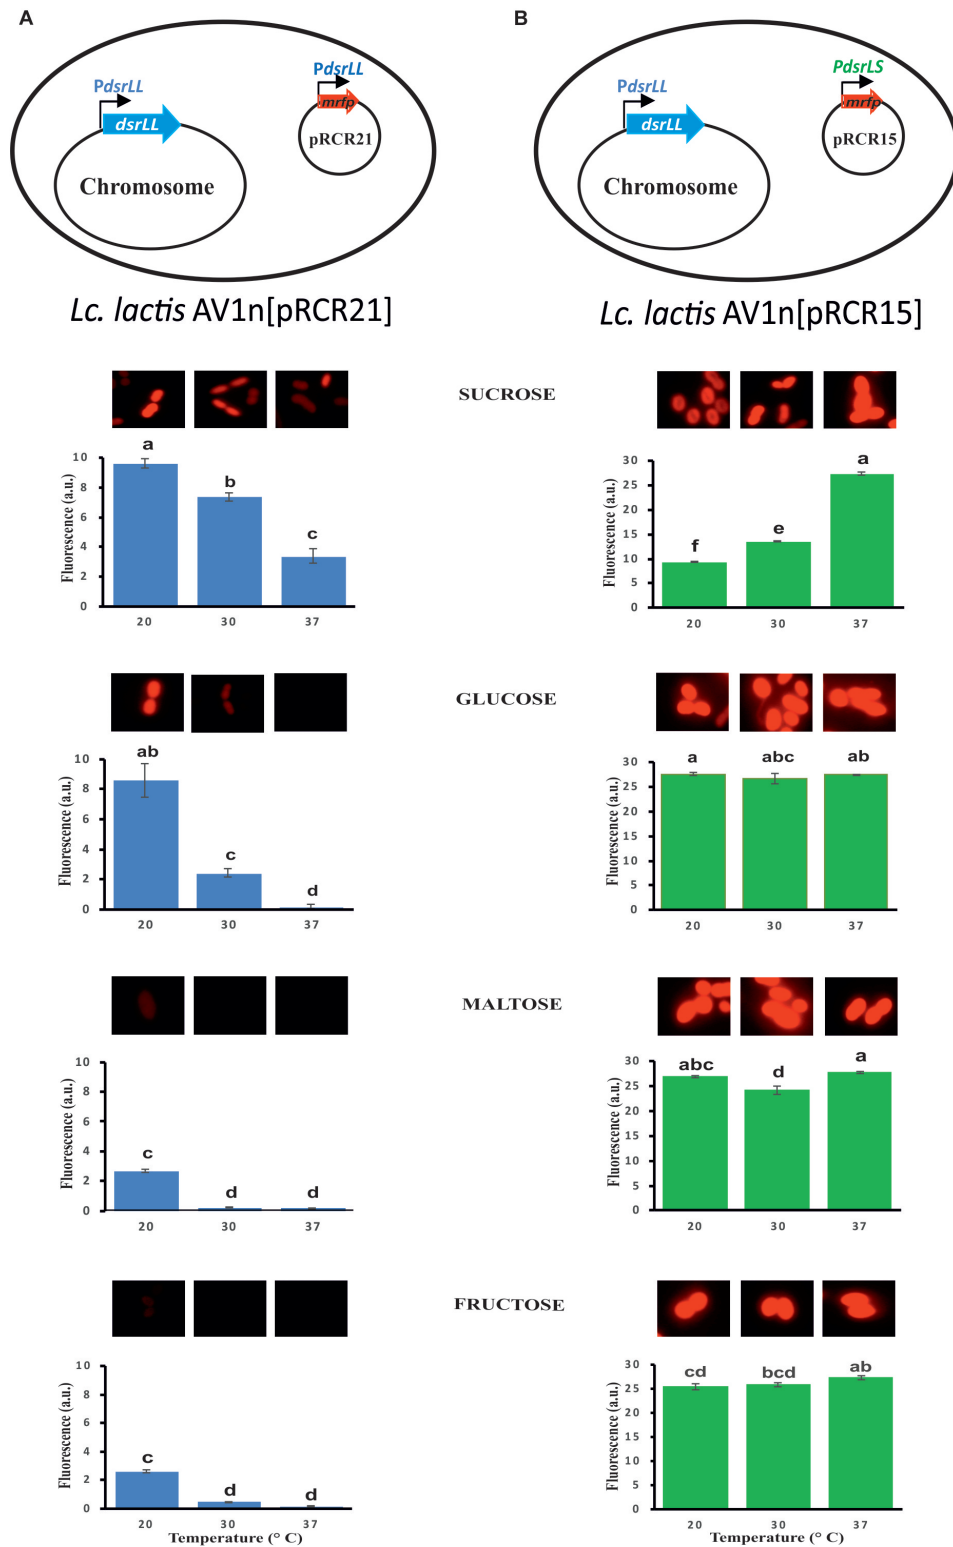 A
B
PdsrLL
PdsrLL
dsrLL
mrfp
pRCR21
Chromosome
PdsrLL
PdsrLS
dsrLL
mrfp
pRCR15
Chromosome
Lc. lactis AV1n[pRCR21]
Lc. lactis AV1n[pRCR15]
SUCROSE
Fluorescence (a.u.)
10
8
6
4
2
0
a
b
c
20 30 37
Fluorescence (a.u.)
30
25
20
15
10
5
0
f
e
a
20 30 37
GLUCOSE
Fluorescence (a.u.)
10
8
6
4
2
0
ab
c
d
20 30 37
Fluorescence (a.u.)
30
25
20
15
10
5
0
a
abc
ab
20 30 37
MALTOSE
Fluorescence (a.u.)
10
8
6
4
2
0
c
d
d
20 30 37
Fluorescence (a.u.)
30
25
20
15
10
5
0
abc
d
a
20 30 37
FRUCTOSE
Fluorescence (a.u.)
10
8
6
4
2
0
c
d
d
20 30 37
Temperature (° C)
Fluorescence (a.u.)
30
25
20
15
10
5
0
cd
bcd
ab
20 30 37
Temperature (° C)